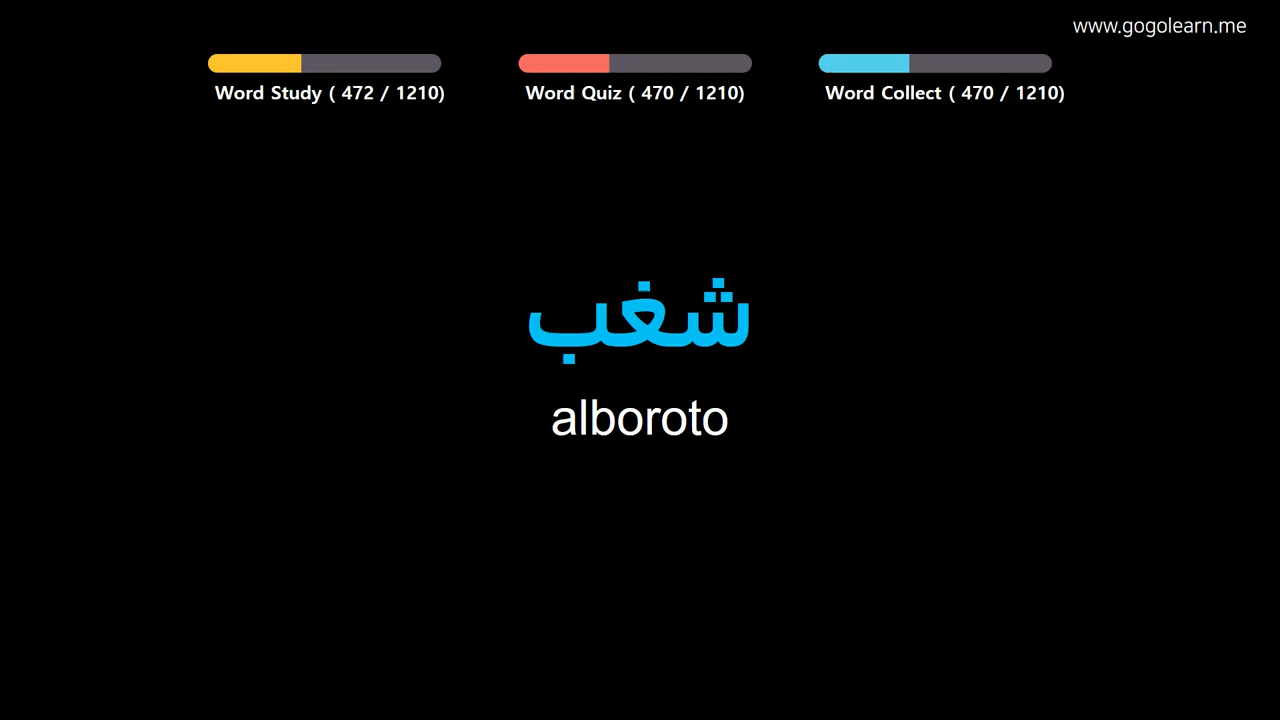 www.gogolearn.me
Word Study ( 472 / 1210)
Word Quiz ( 470 / 1210)
Word Collect ( 470 / 1210)
شغب
alboroto